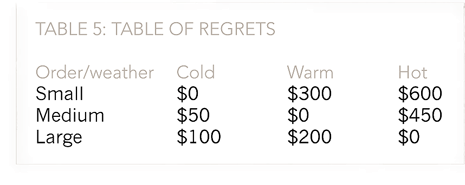 TABLE 5: TABLE OF REGRETS
Order/weather Cold Warm Hot
Small $0 $300 $600
Medium $50 $0 $450
Large $100 $200 $0